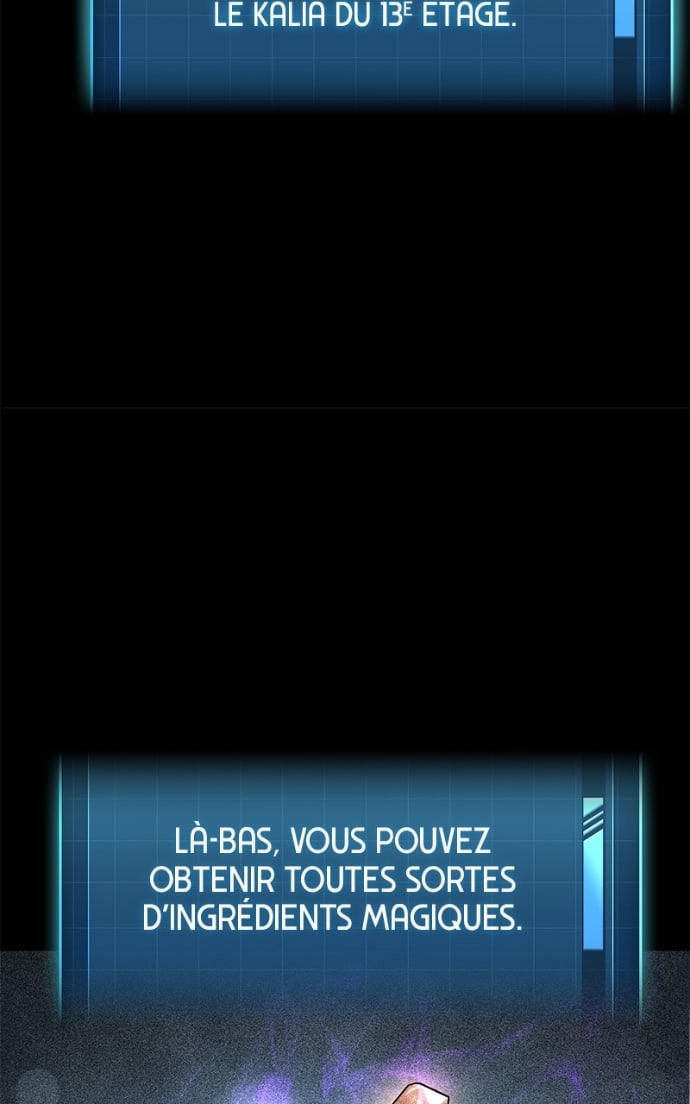 LE KALIA DU 13E ÉTAGE.
LÀ-BAS, VOUS POUVEZ
OBTENIR TOUTES SORTES
D'INGRÉDIENTS MAGIQUES.